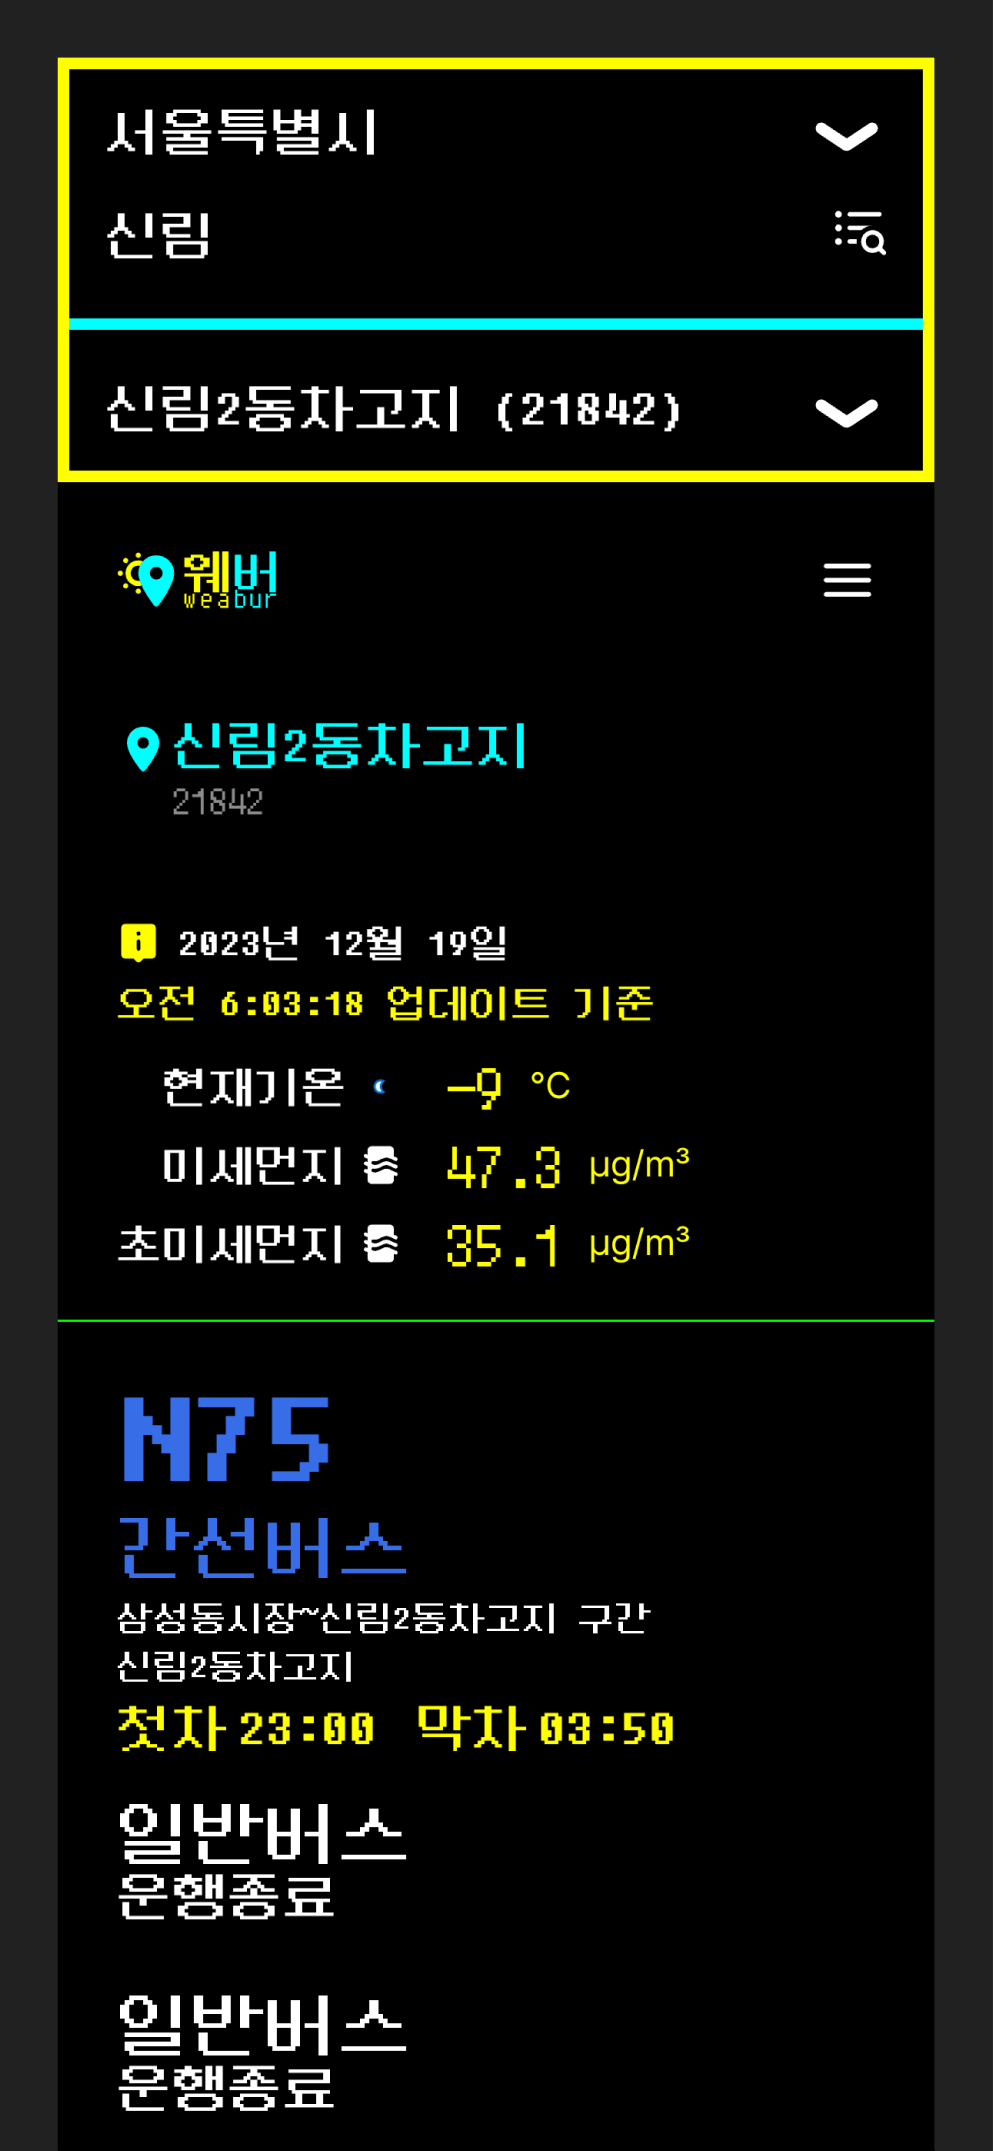 서울특별시
신림
신림2동차고지 (21842)
웨버
weabur
신림2동차고지
21842
2023년 12월 19일
오전 6:03:18 업데이트 기준
현재기온 -9 °C
미세먼지 47.3 µg/m³
초미세먼지 35.1 µg/m³
N75
간선버스
삼성동시장~신림2동차고지 구간
신림2동차고지
첫차 23:00 막차 03:50
일반버스
운행종료
일반버스
운행종료